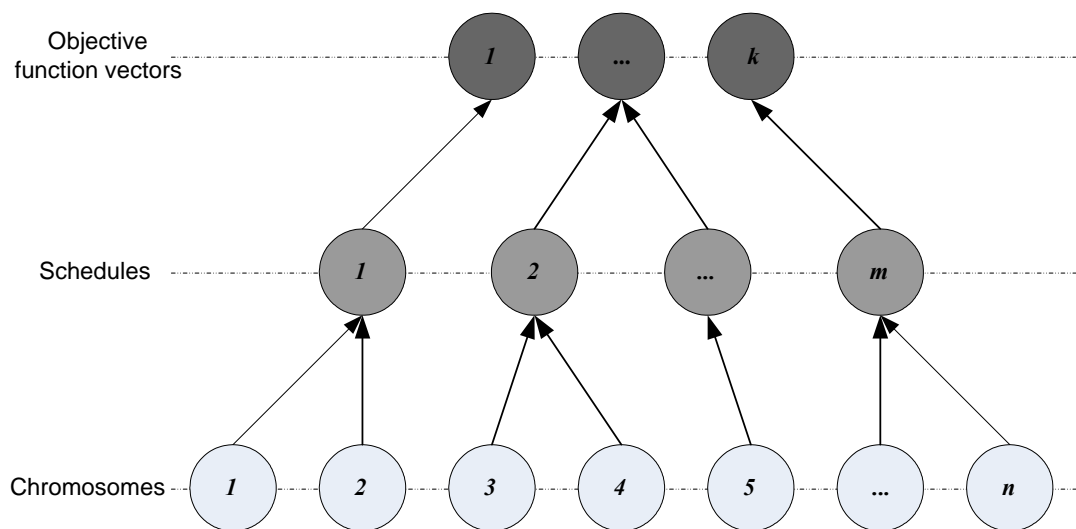 Objective
function vectors
1 ... k
Schedules
1 2 ... m
Chromosomes
1 2 3 4 5 ... n